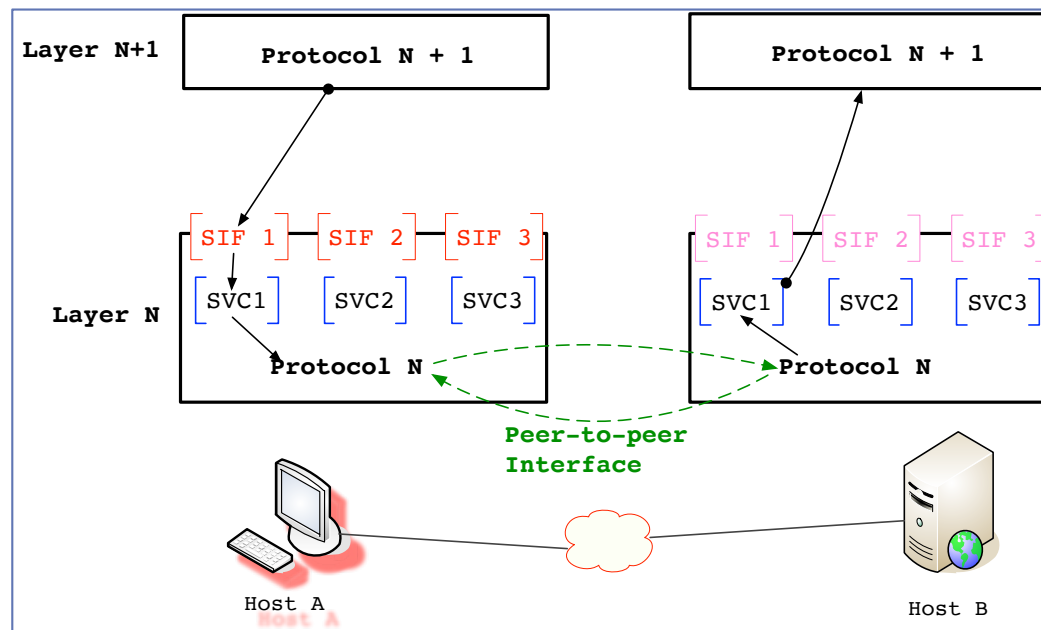 Layer N+1
Protocol N + 1
Protocol N + 1
SIF 1
SIF 2
SIF 3
SIF 1
SIF 2
SIF 3
Layer N
SVC1
SVC2
SVC3
SVC1
SVC2
SVC3
Protocol N
Protocol N
Peer-to-peer
Interface
Host A
Host A
Host B